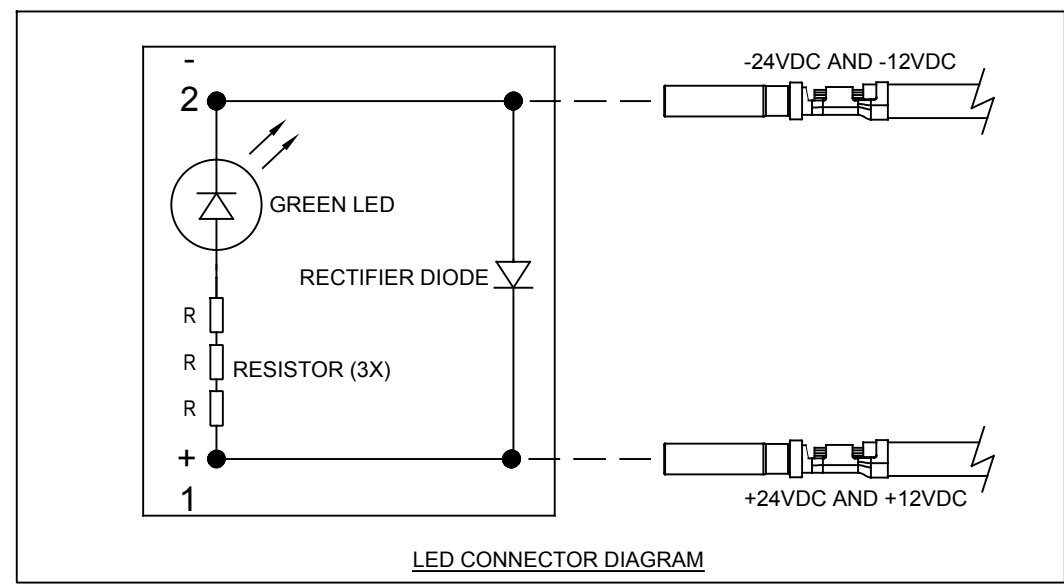 -
2
-24VDC AND -12VDC
GREEN LED
RECTIFIER DIODE
R
R
RESISTOR (3X)
R
+
1
+24VDC AND +12VDC
LED CONNECTOR DIAGRAM